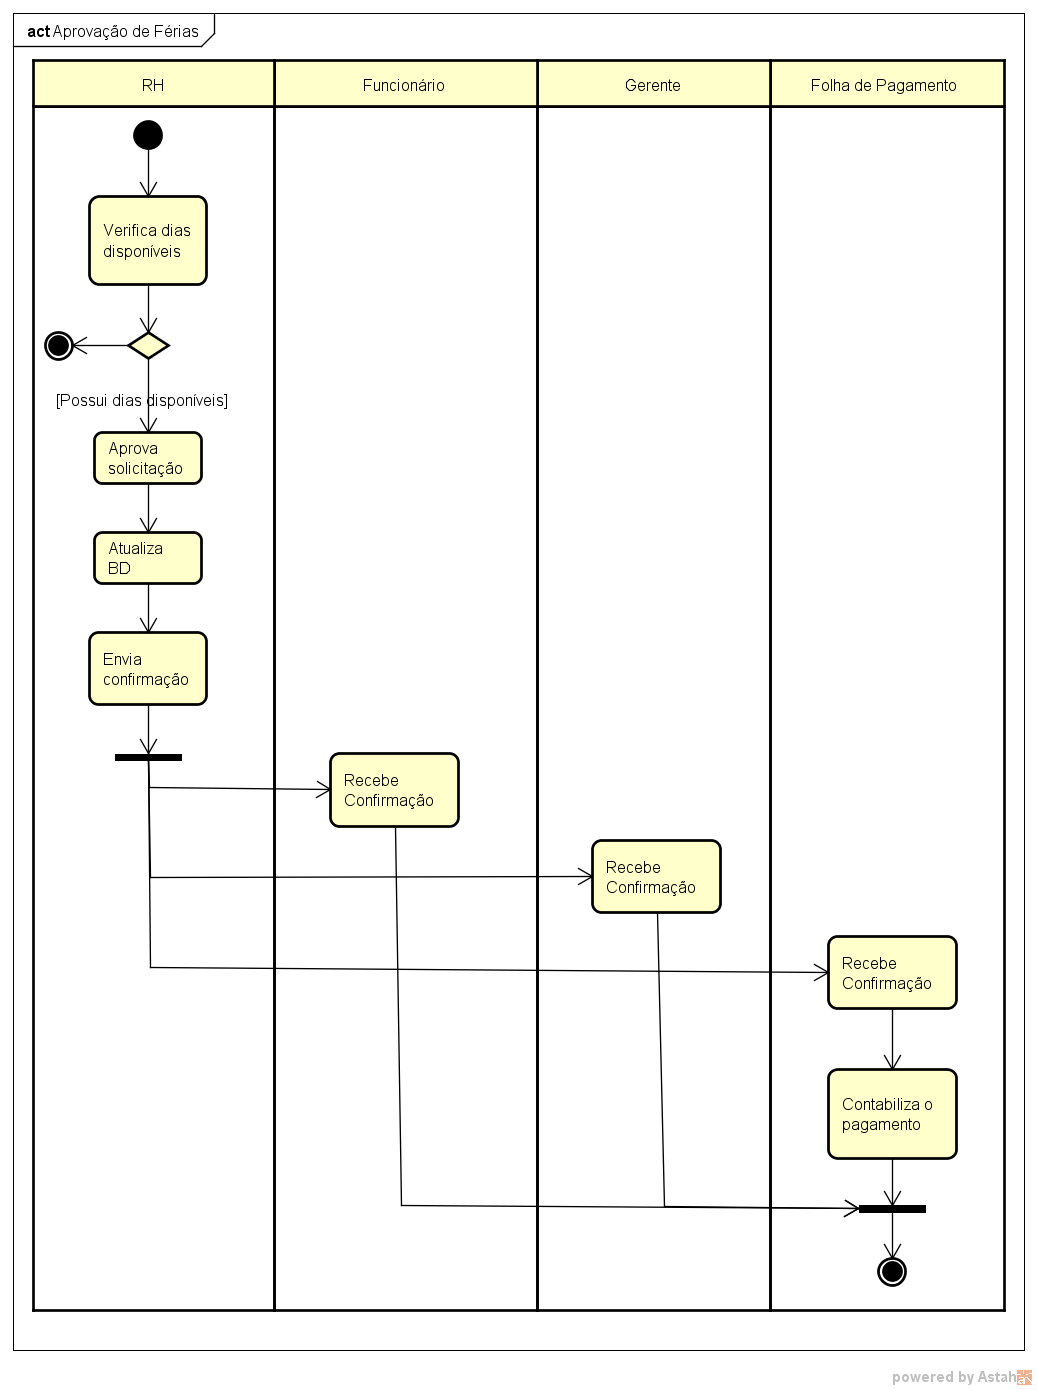 act Aprovação de Férias
RH
Funcionário
Gerente
Folha de Pagamento
Verifica dias
disponíveis
[Possui dias disponíveis]
Aprova
solicitação
Atualiza
BD
Envia
confirmação
Recebe
Confirmação
Recebe
Confirmação
Recebe
Confirmação
Contabiliza o
pagamento
powered by Astah